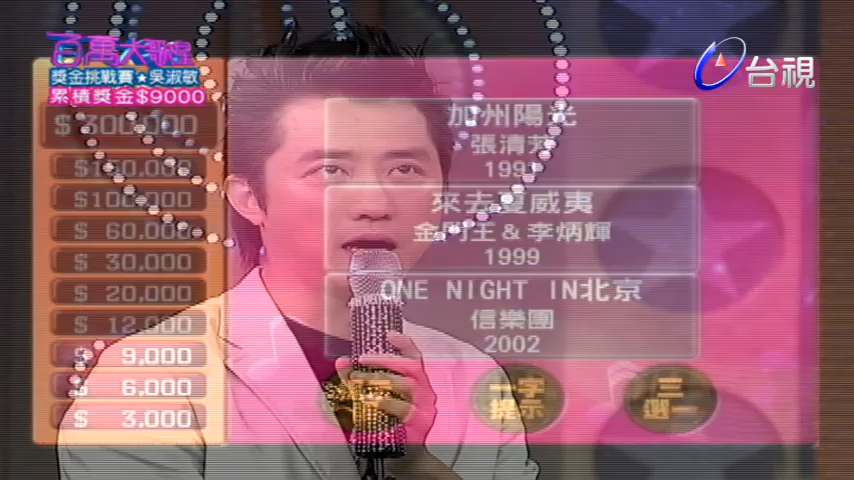 百萬大歌星
獎金挑戰賽★吳淑敏
累積獎金$9000
台視
$ 300,000
$150,000
$100,000
$ 60,000
$ 30,000
$ 20,000
$ 12,000
$ 9,000
$ 6,000
$ 3,000
加州陽光
張清芳
來去夏威夷
金門王&李炳輝
1999
ONE NIGHT IN北京
信樂團
2002
一字
提示
三
選一